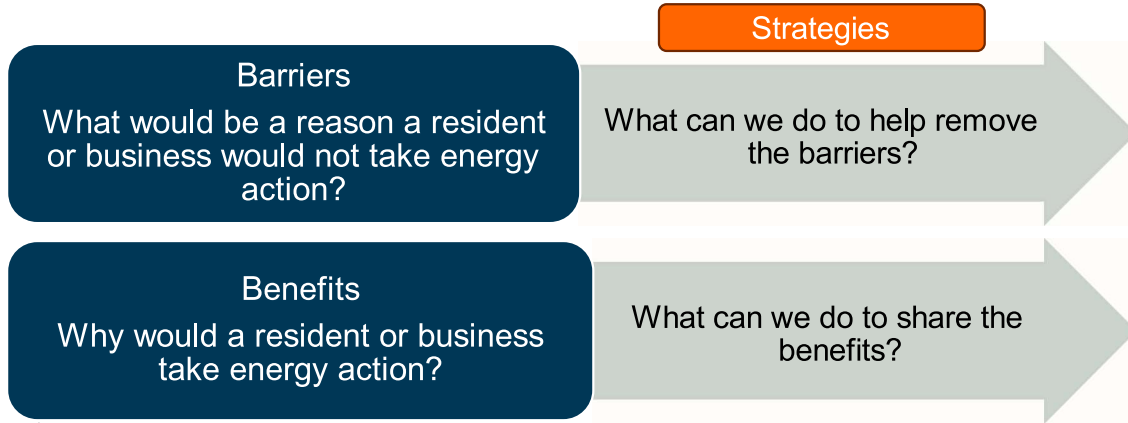 Strategies
Barriers
What would be a reason a resident
or business would not take energy
action?
What can we do to help remove
the barriers?
Benefits
Why would a resident or business
take energy action?
What can we do to share the
benefits?